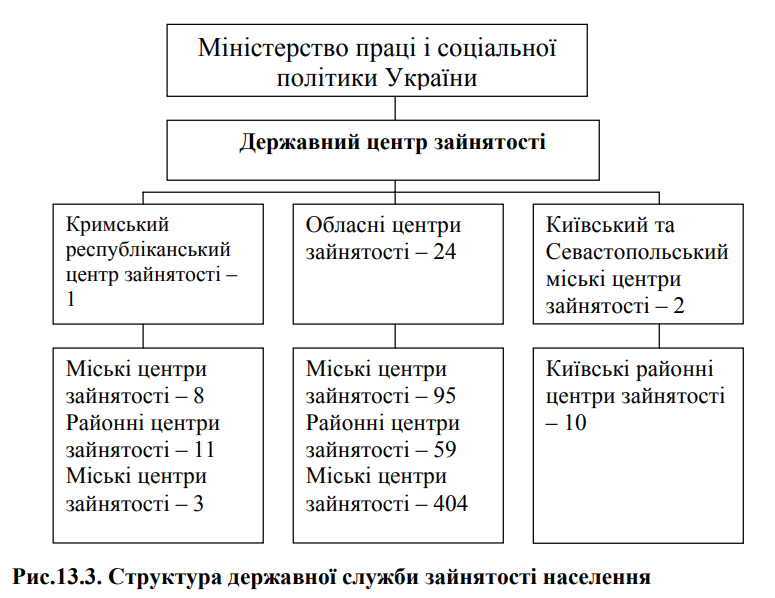 Міністерство праці і соціальної
політики України
Державний центр зайнятості
Кримський
республіканський
центр зайнятості –
1
Обласні центри
зайнятості – 24
Київський та
Севастопольський
міські центри
зайнятості – 2
Міські центри
зайнятості – 8
Районні центри
зайнятості – 11
Міські центри
зайнятості – 3
Міські центри
зайнятості – 95
Районні центри
зайнятості – 59
Міські центри
зайнятості – 404
Київські районні
центри зайнятості
– 10
Рис.13.3. Структура державної служби зайнятості населення